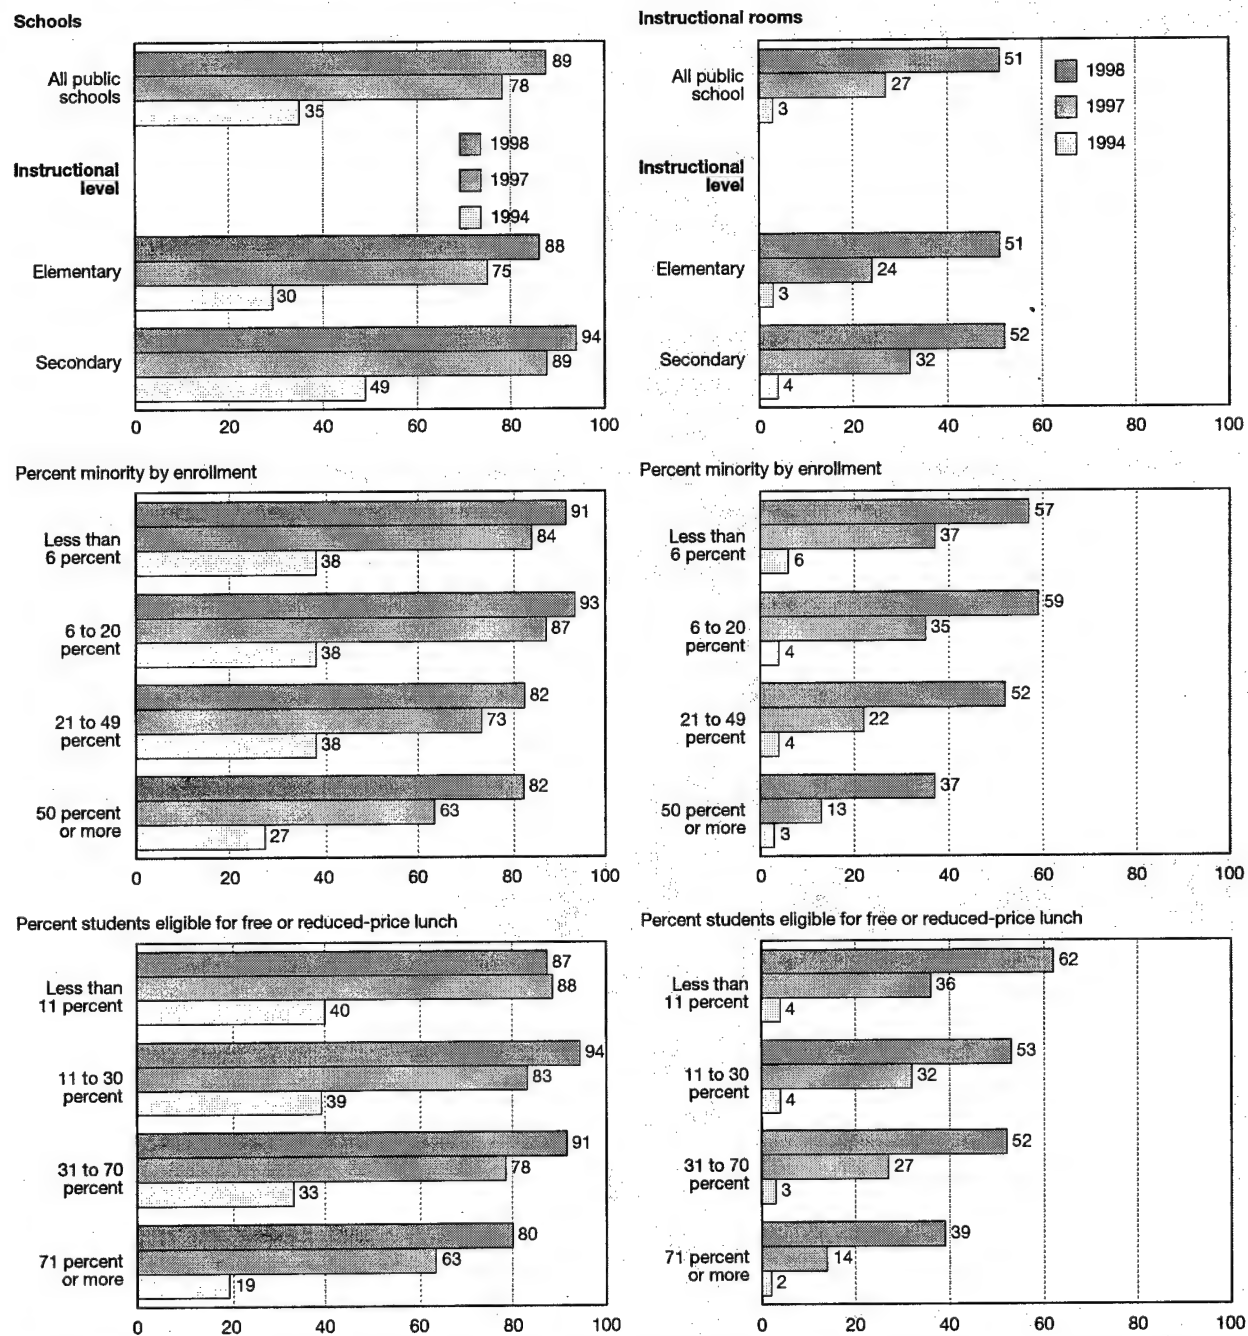 Schools
All public
schools
89
78
35
1998
1997
1994
Instructional
level
Elementary
88
75
30
Secondary
94
89
49
0 20 40 60 80 100
Percent minority by enrollment
Less than
6 percent
91
84
38
6 to 20
percent
93
87
38
21 to 49
percent
82
73
38
50 percent
or more
82
63
27
0 20 40 60 80 100
Percent students eligible for free or reduced-price lunch
Less than
11 percent
87
88
40
11 to 30
percent
94
83
39
31 to 70
percent
91
78
33
71 percent
or more
80
63
19
0 20 40 60 80 100
Instructional rooms
All public
school
51
27
3
1998
1997
1994
Instructional
level
Elementary
51
24
3
Secondary
52
32
4
0 20 40 60 80 100
Percent minority by enrollment
Less than
6 percent
57
37
6
6 to 20
percent
59
35
4
21 to 49
percent
52
22
4
50 percent
or more
37
13
3
0 20 40 60 80 100
Percent students eligible for free or reduced-price lunch
Less than
11 percent
62
36
4
11 to 30
percent
53
32
4
31 to 70
percent
52
27
3
71 percent
or more
39
14
2
0 20 40 60 80 100